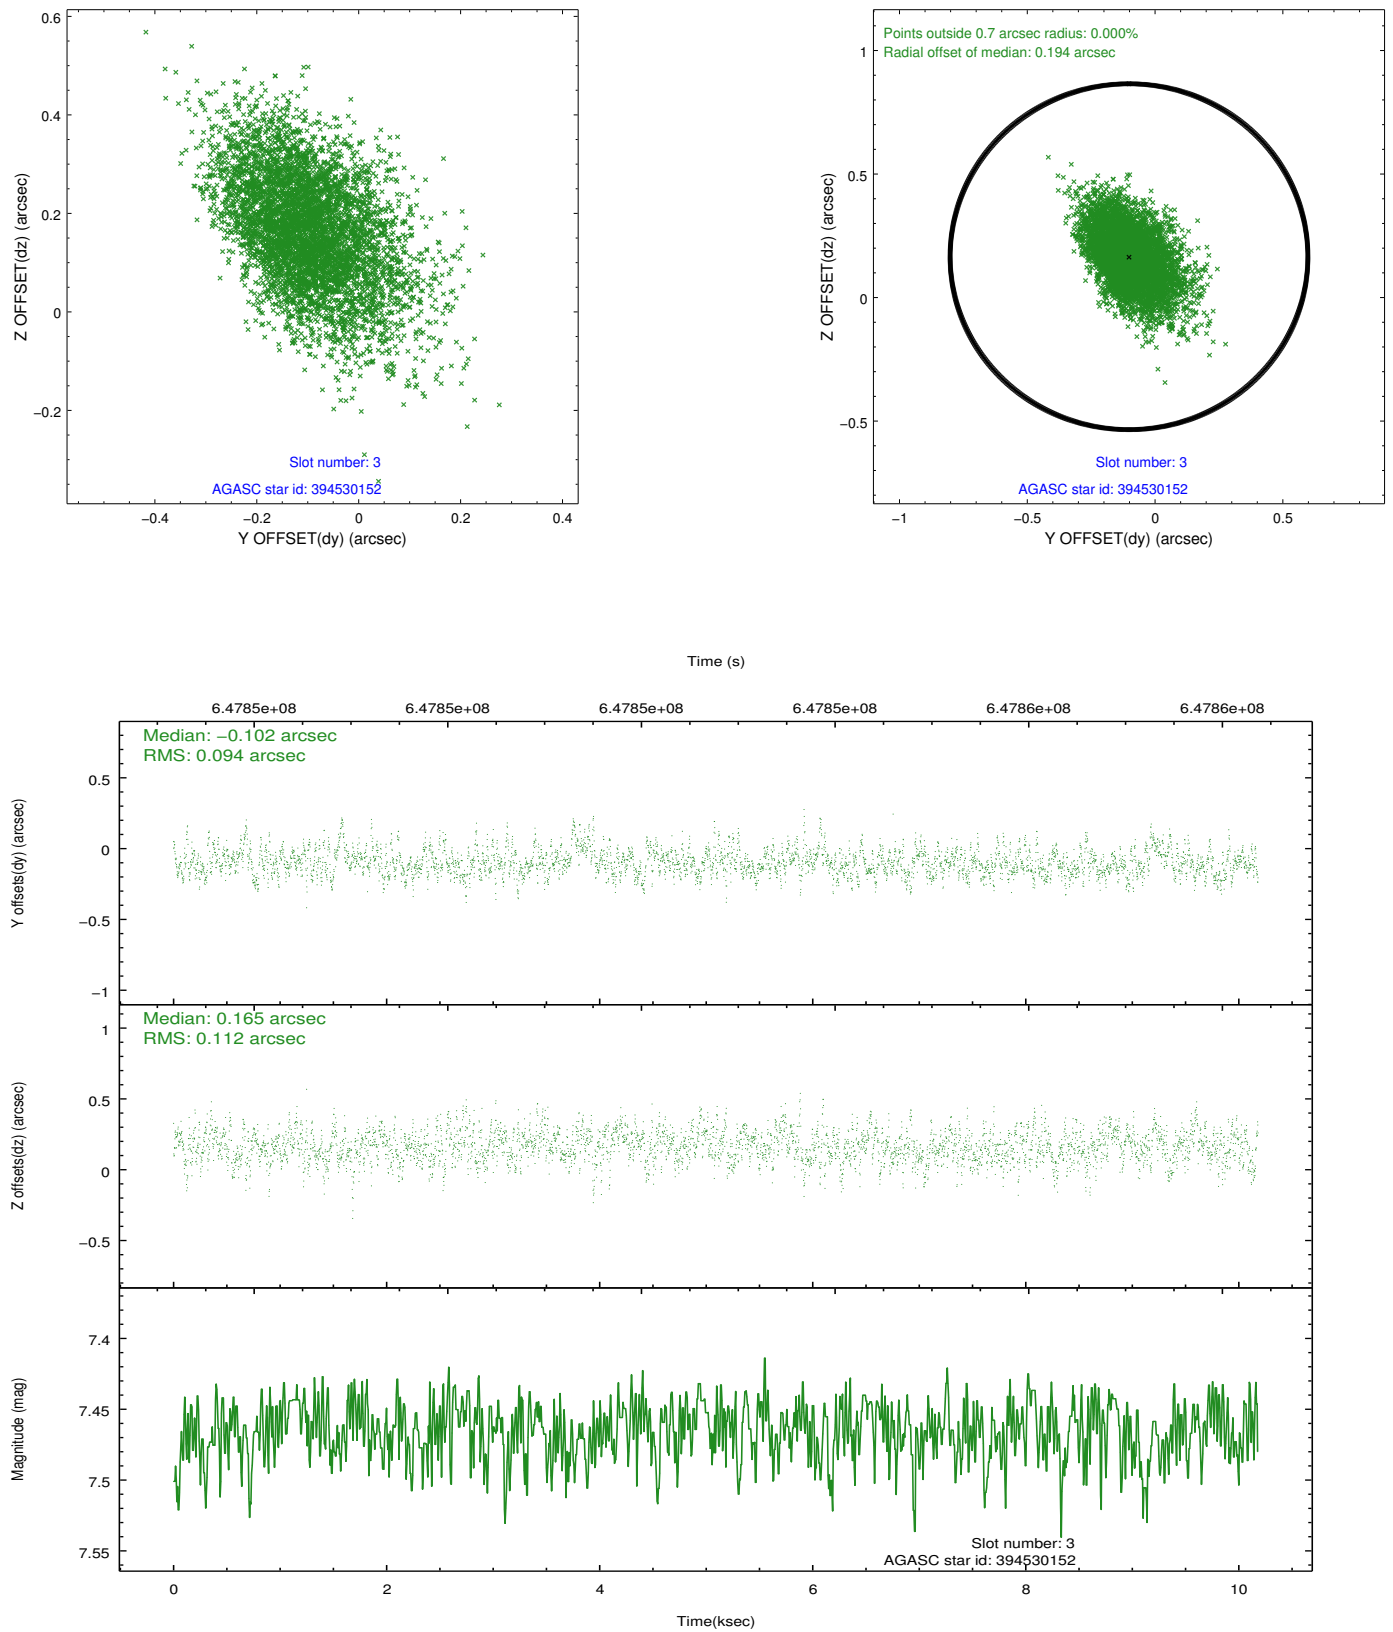 0.6
0.4
0.2
0
−0.2
Z OFFSET(dz) (arcsec)
Slot number: 3
AGASC star id: 394530152
−0.4 −0.2 0 0.2 0.4
Y OFFSET(dy) (arcsec)
Points outside 0.7 arcsec radius: 0.000%
Radial offset of median: 0.194 arcsec
1
0.5
0
−0.5
Z OFFSET(dz) (arcsec)
Slot number: 3
AGASC star id: 394530152
−1 −0.5 0 0.5
Y OFFSET(dy) (arcsec)
Time (s)
6.4785e+08 6.4785e+08 6.4785e+08 6.4785e+08 6.4786e+08 6.4786e+08
Median: −0.102 arcsec
RMS: 0.094 arcsec
0.5
0
−0.5
−1
Y offsets(dy) (arcsec)
Median: 0.165 arcsec
RMS: 0.112 arcsec
1
0.5
0
−0.5
Z offsets(dz) (arcsec)
7.4
7.45
7.5
7.55
Magnitude (mag)
Slot number: 3
AGASC star id: 394530152
0 2 4 6 8 10
Time(ksec)